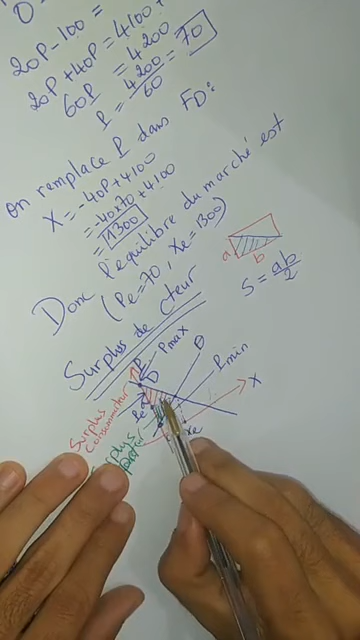 20P-100 =
20P+40P = 4100+
60P = 4200
P = 4200/60 = 70
on remplace P dans FD:
X = -40P+4100
= -40x70+4100
= 1300
Donc l'équilibre du marché est
(Pe=70, Xe=1300)
a
b
S = ab/2
Surplus de Cteur
Pmax
B
Pmin
X
Pe
xe
Surplus
Consommateur
Surplus